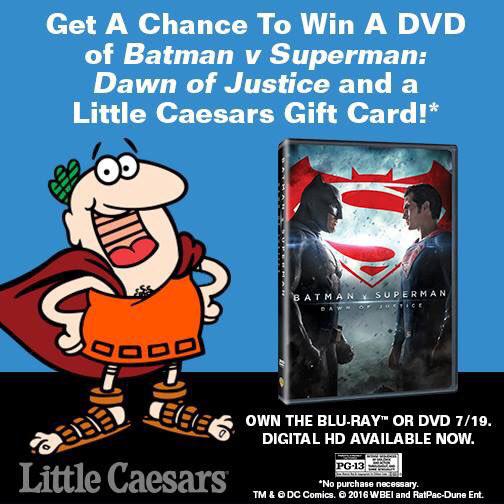 Get A Chance To Win A DVD
of Batman v Superman:
Dawn of Justice and a
Little Caesars Gift Card!*
BATMAN V SUPERMAN
DAWN OF JUSTICE
OWN THE BLU-RAY™ OR DVD 7/19.
DIGITAL HD AVAILABLE NOW.
PG-13
Little Caesars®
*No purchase necessary.
TM & © DC Comics. © 2016 WBEI and RatPac-Dune Ent.